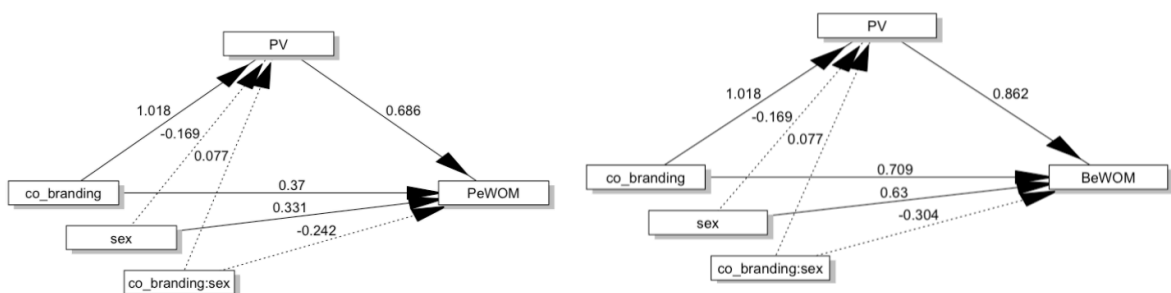 PV
1.018
-0.169
0.077
0.686
co_branding
0.37
PeWOM
0.331
sex
-0.242
co_branding:sex
PV
1.018
-0.169
0.077
0.862
co_branding
0.709
BeWOM
0.63
sex
-0.304
co_branding:sex